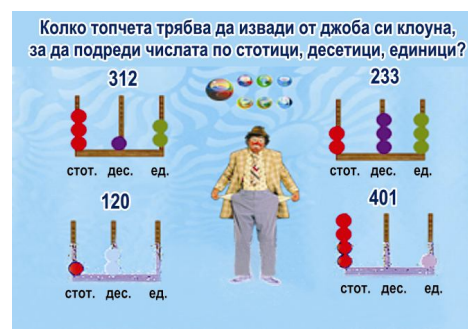 Колко топчета трябва да извади от джоба си клоуна,
за да подреди числата по стотици, десетици, единици?
312
стот. дес. ед.
233
стот. дес. ед.
120
стот. дес. ед.
401
стот. дес. ед.